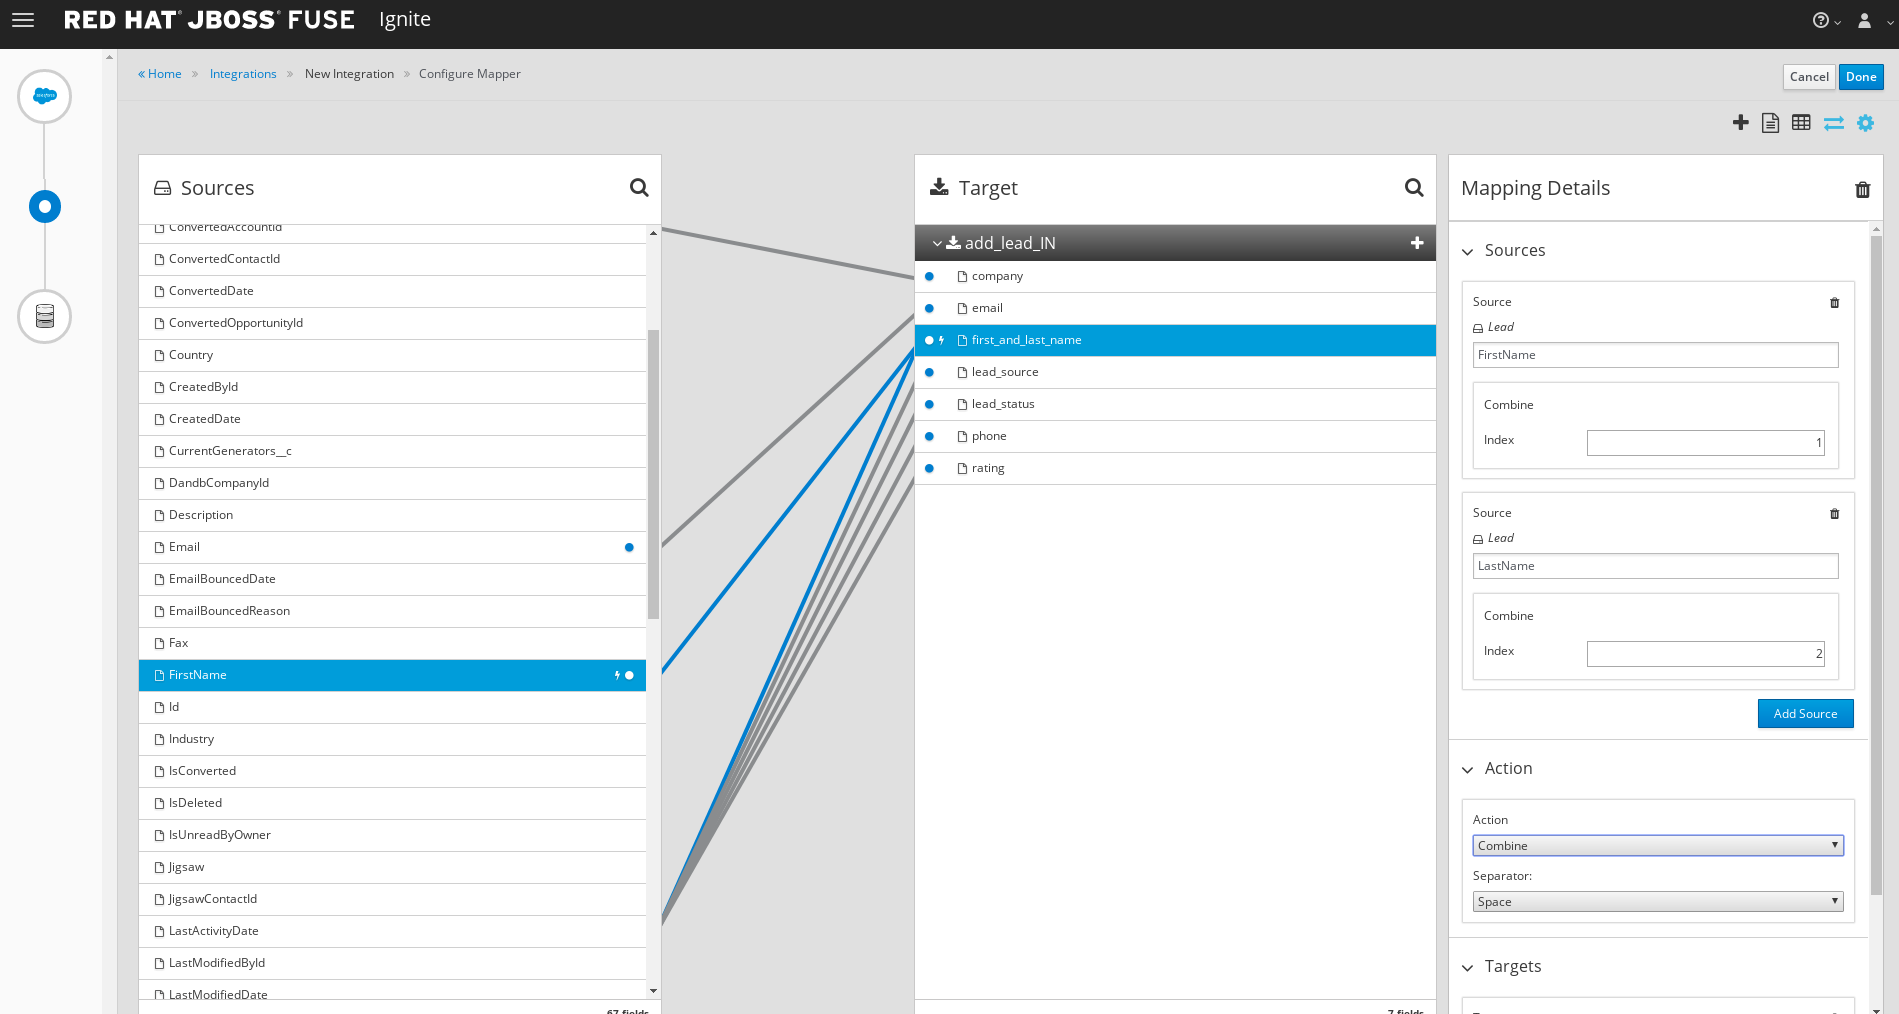 RED HAT® JBOSS® FUSE Ignite
« Home » Integrations » New Integration » Configure Mapper
Cancel Done
Sources
ConvertedAccountId
ConvertedContactId
ConvertedDate
ConvertedOpportunityId
Country
CreatedById
CreatedDate
CurrentGenerators__c
DandbCompanyId
Description
Email
EmailBouncedDate
EmailBouncedReason
Fax
FirstName
Id
Industry
IsConverted
IsDeleted
IsUnreadByOwner
Jigsaw
JigsawContactId
LastActivityDate
LastModifiedById
LastModifiedDate
67 fields
Target
add_lead_IN
company
email
first_and_last_name
lead_source
lead_status
phone
rating
7 fields
Mapping Details
Sources
Source
Lead
FirstName
Combine
Index 1
Source
Lead
LastName
Combine
Index 2
Add Source
Action
Action
Combine
Separator:
Space
Targets